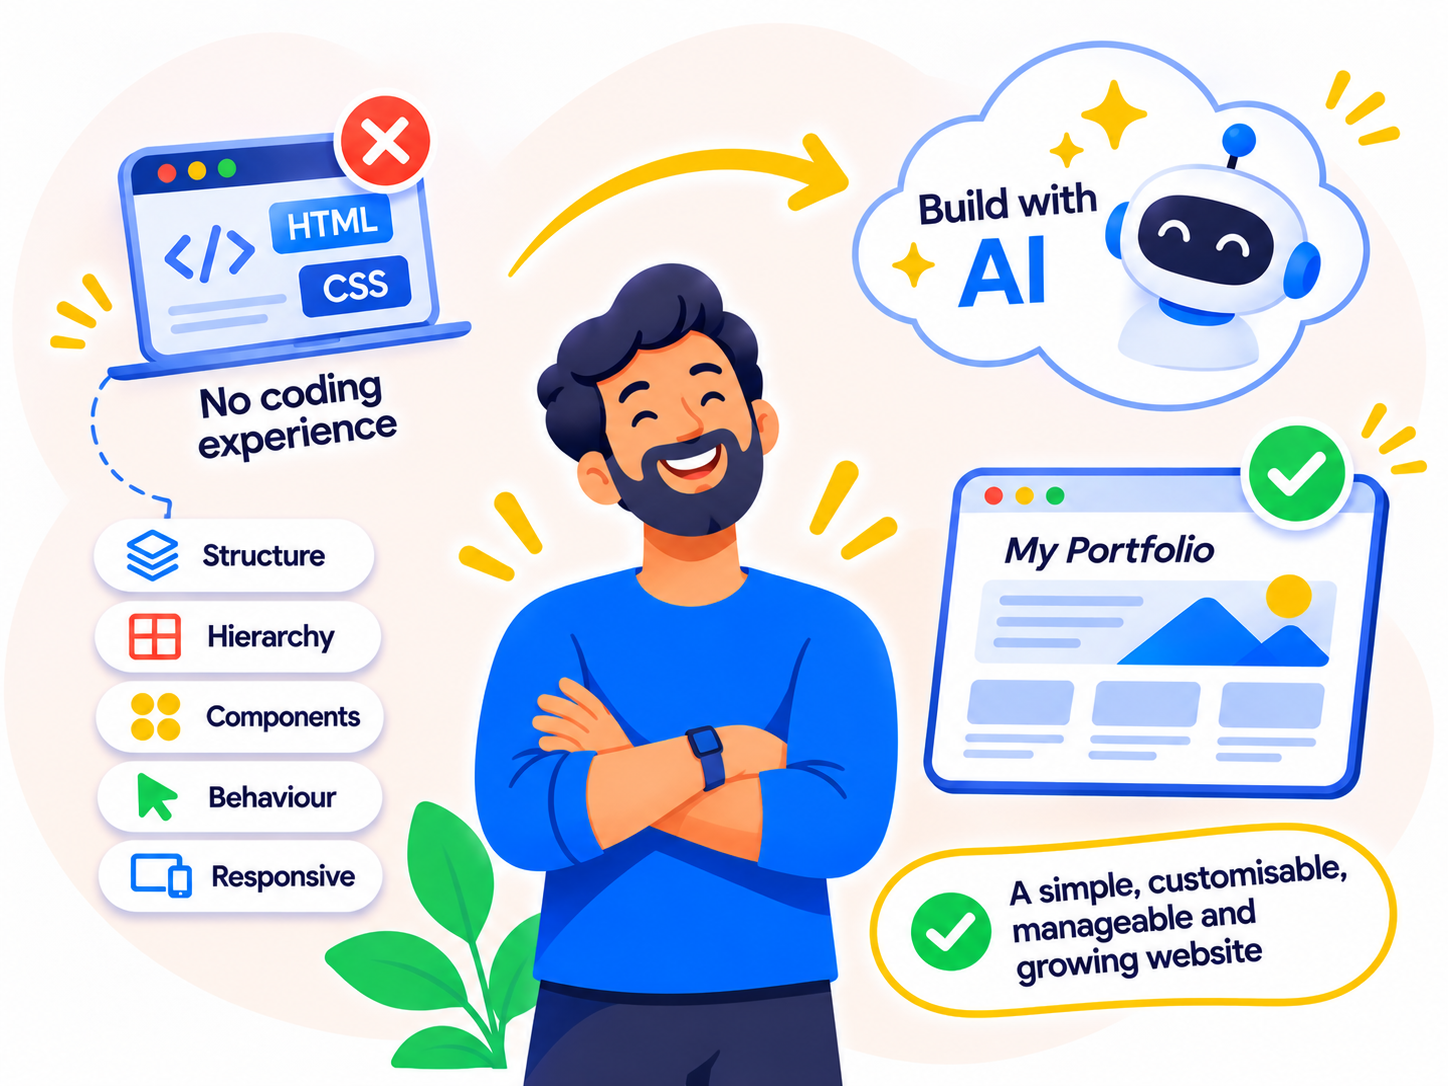 HTML
CSS
No coding
experience
Structure
Hierarchy
Components
Behaviour
Responsive
Build with
AI
My Portfolio
A simple, customisable,
manageable and
growing website